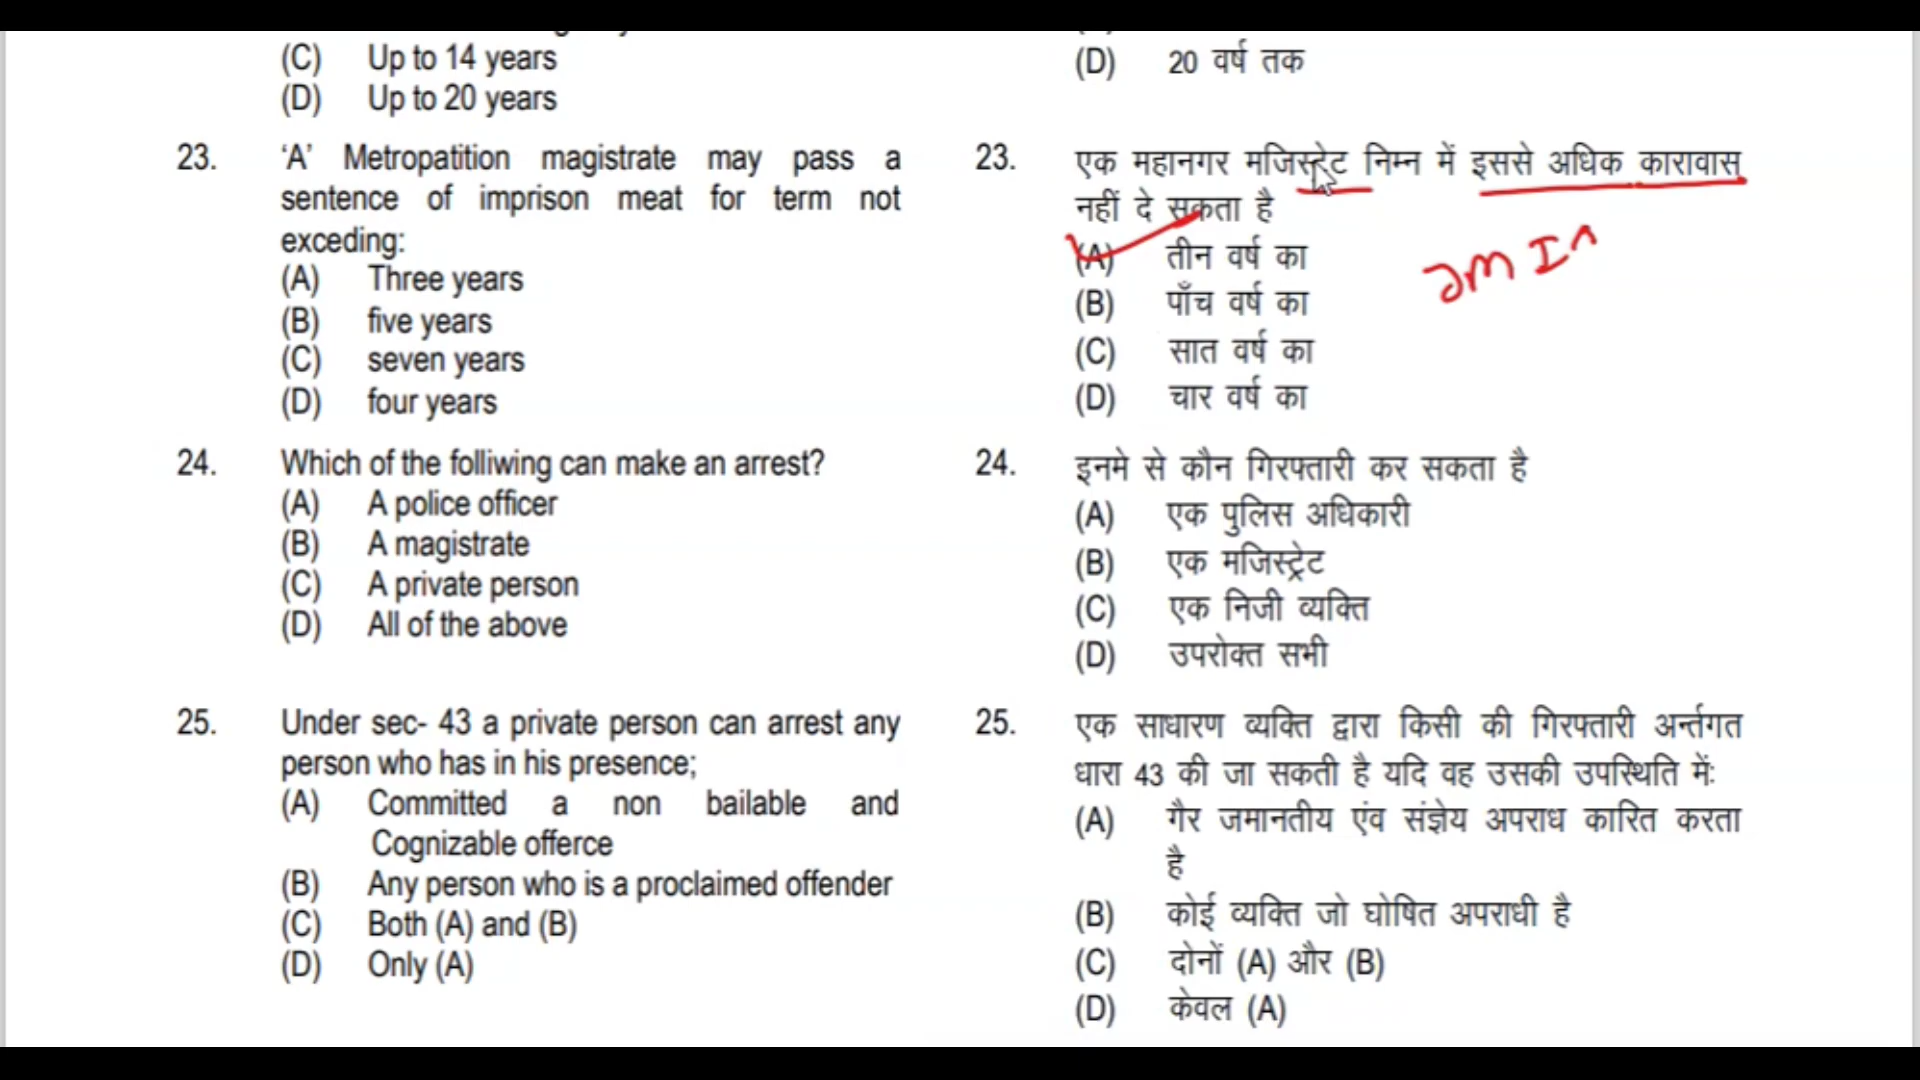 (C) Up to 14 years
(D) Up to 20 years
23. ‘A’ Metropatition magistrate may pass a
sentence of imprison meat for term not
exceding:
(A) Three years
(B) five years
(C) seven years
(D) four years
24. Which of the folliwing can make an arrest?
(A) A police officer
(B) A magistrate
(C) A private person
(D) All of the above
25. Under sec- 43 a private person can arrest any
person who has in his presence;
(A) Committed a non bailable and
Cognizable offerce
(B) Any person who is a proclaimed offender
(C) Both (A) and (B)
(D) Only (A)
(D) 20 वर्ष तक
23. एक महानगर मजिस्ट्रेट निम्न में इससे अधिक कारावास
नहीं दे सकता है
(A) तीन वर्ष का
(B) पाँच वर्ष का
(C) सात वर्ष का
(D) चार वर्ष का
24. इनमे से कौन गिरफ्तारी कर सकता है
(A) एक पुलिस अधिकारी
(B) एक मजिस्ट्रेट
(C) एक निजी व्यक्ति
(D) उपरोक्त सभी
25. एक साधारण व्यक्ति द्वारा किसी की गिरफ्तारी अर्न्तगत
धारा 43 की जा सकती है यदि वह उसकी उपस्थिति में:
(A) गैर जमानतीय एंव संज्ञेय अपराध कारित करता
है
(B) कोई व्यक्ति जो घोषित अपराधी है
(C) दोनों (A) और (B)
(D) केवल (A)